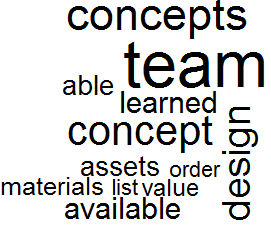 concepts
team
able
learned
concept
design
assets order
materials list value
available